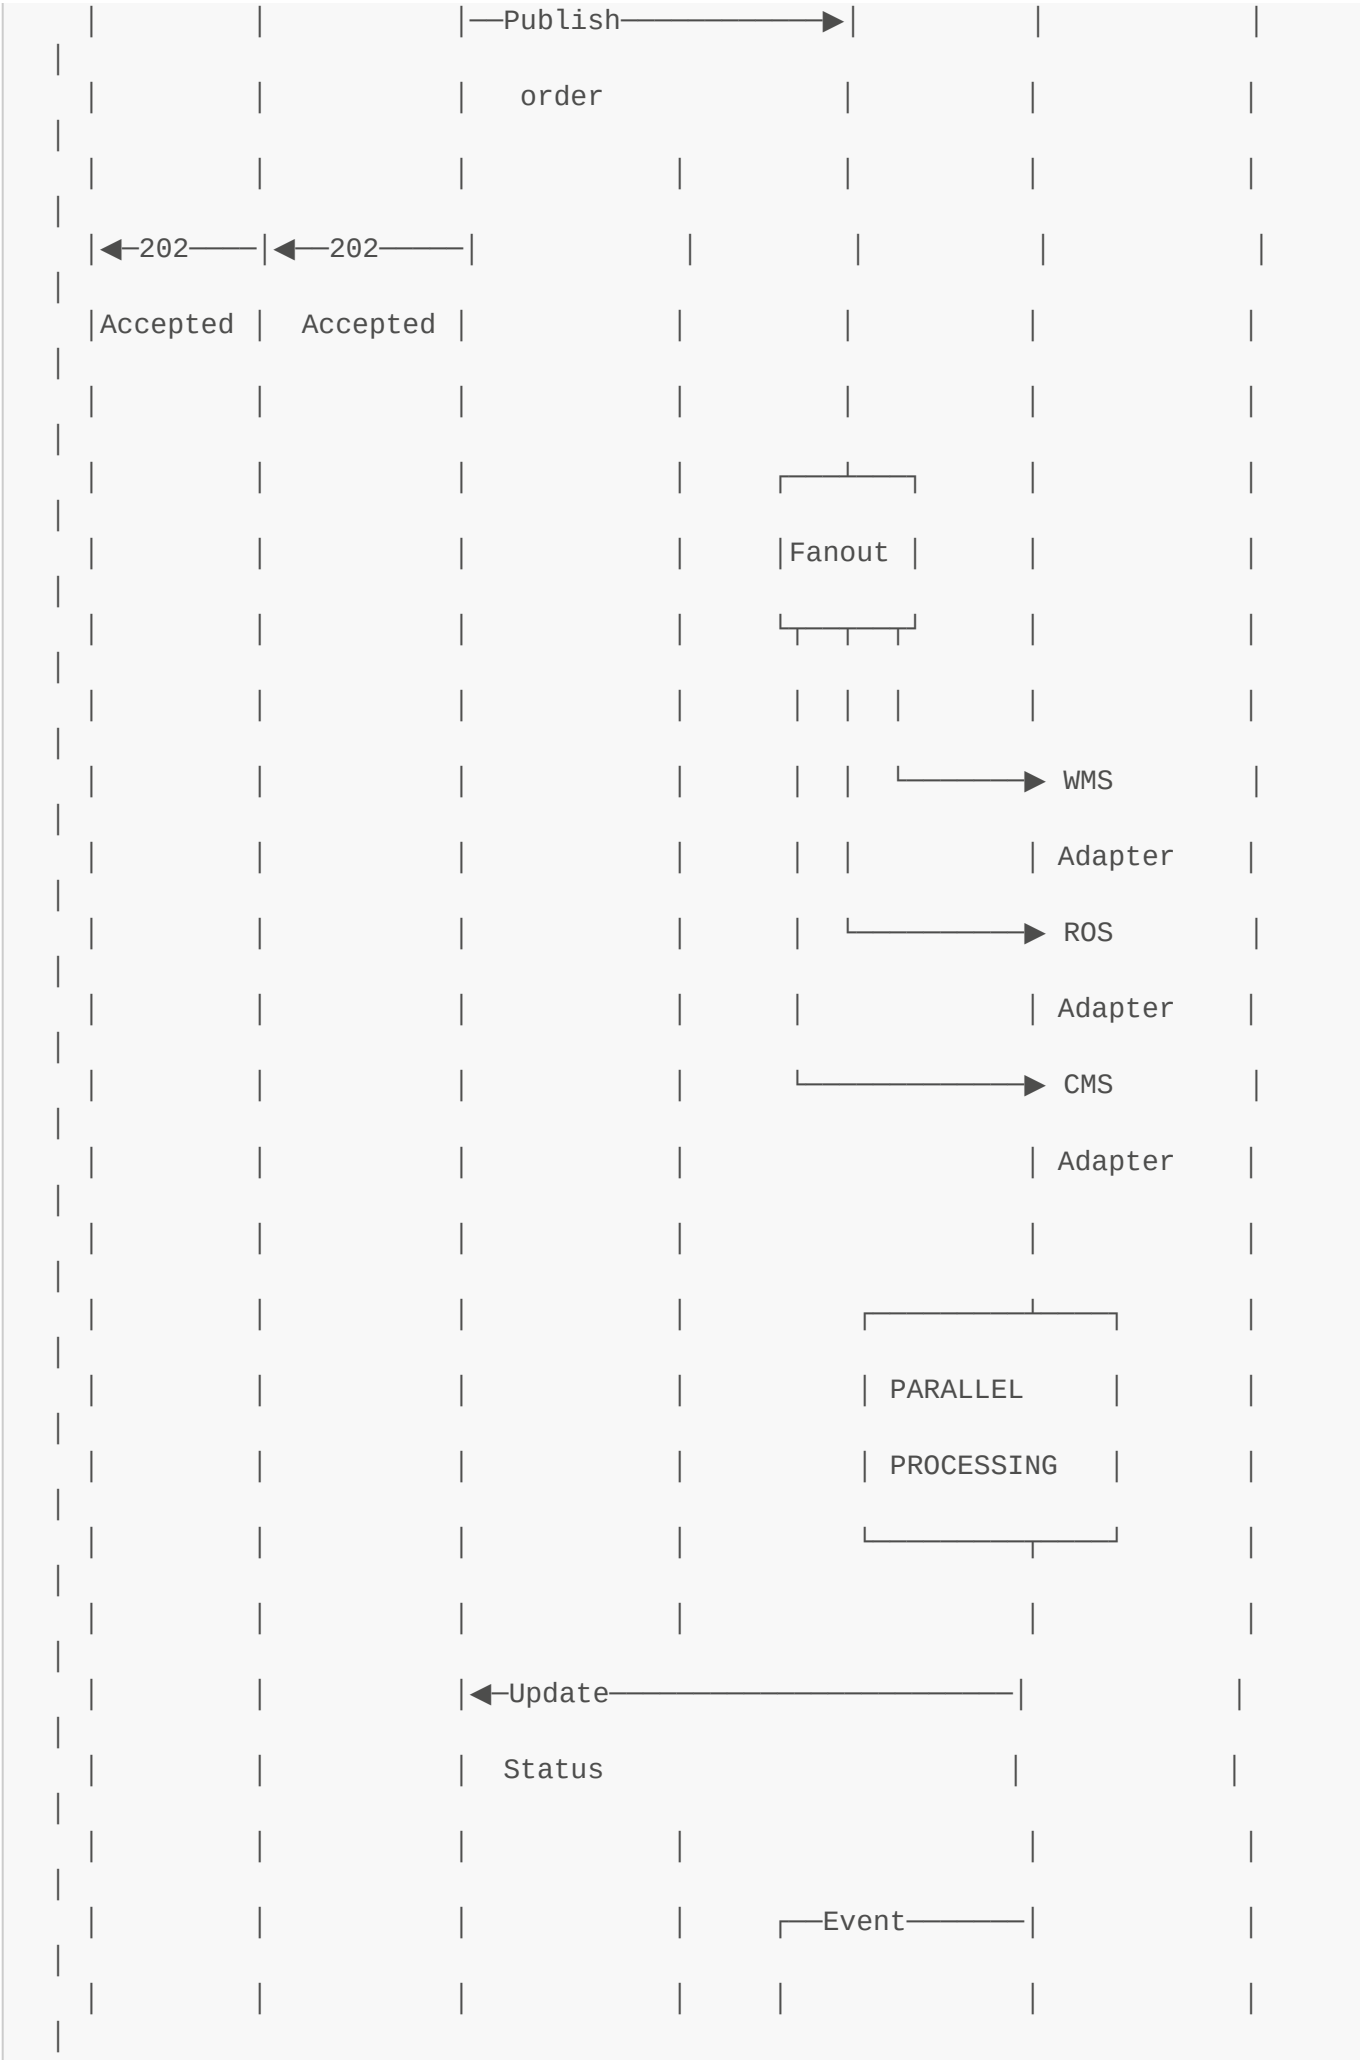 Publish
order
202 202
Accepted Accepted
Fanout
WMS
Adapter
ROS
Adapter
CMS
Adapter
PARALLEL
PROCESSING
Update
Status
Event